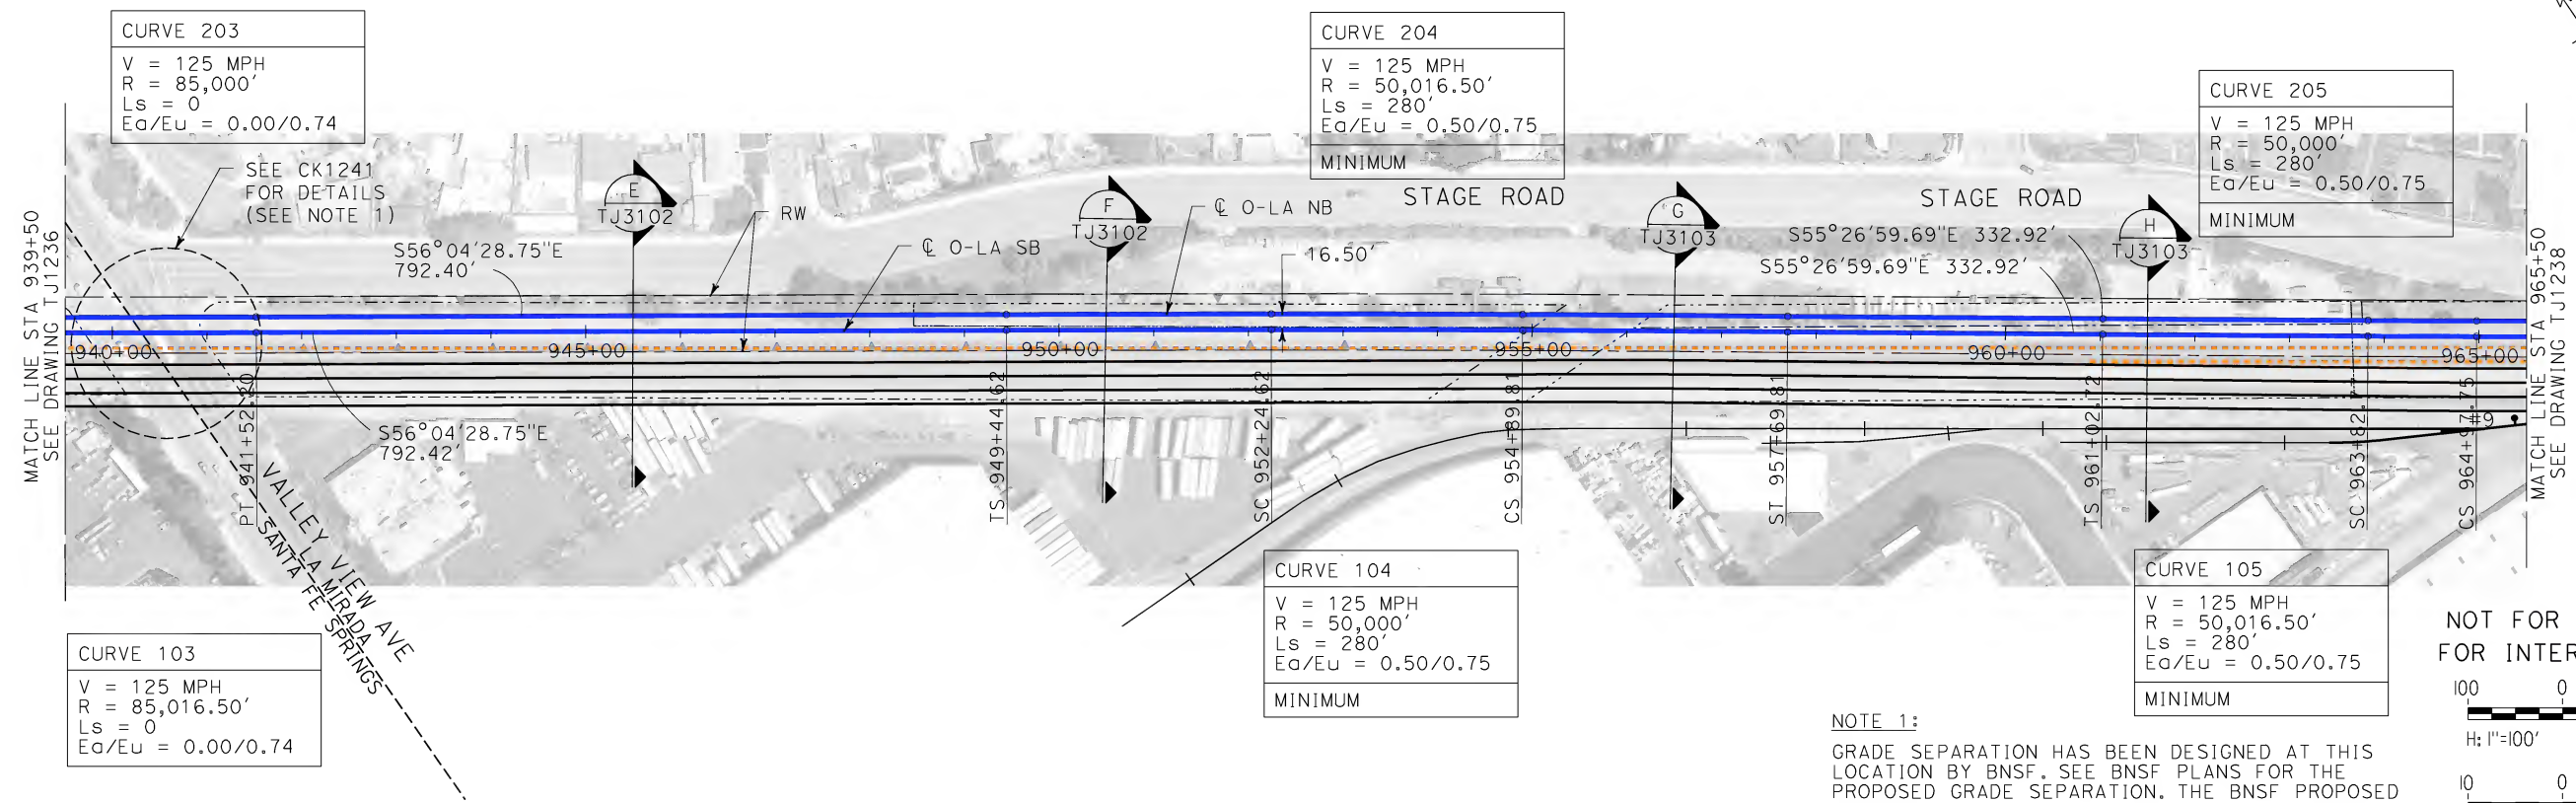 CURVE 203
V = 125 MPH
R = 85,000'
Ls = 0
Ea/Eu = 0.00/0.74
CURVE 204
V = 125 MPH
R = 50,016.50'
Ls = 280'
Ea/Eu = 0.50/0.75
MINIMUM
CURVE 205
V = 125 MPH
R = 50,000'
Ls = 280'
Ea/Eu = 0.50/0.75
MINIMUM
SEE CK1241
FOR DETAILS
(SEE NOTE 1)
E
TJ3102
RW
F
TJ3102
℄ O-LA NB
STAGE ROAD
G
TJ3103
STAGE ROAD
H
TJ3103
S56°04'28.75"E
792.40'
℄ O-LA SB
16.50'
S55°26'59.69"E 332.92'
S55°26'59.69"E 332.92'
MATCH LINE STA 939+50
SEE DRAWING TJ1236
MATCH LINE STA 965+50
SEE DRAWING TJ1238
940+00
945+00
950+00
955+00
960+00
965+00
S56°04'28.75"E
792.42'
PT 941+52.20
TS 949+44.62
SC 952+24.62
CS 954+89.81
ST 957+69.81
TS 961+02.72
SC 963+82.77
CS 964+97.75
#9
VALLEY VIEW AVE
LA MIRADA
SANTA FE SPRINGS
CURVE 103
V = 125 MPH
R = 85,016.50'
Ls = 0
Ea/Eu = 0.00/0.74
CURVE 104
V = 125 MPH
R = 50,000'
Ls = 280'
Ea/Eu = 0.50/0.75
MINIMUM
CURVE 105
V = 125 MPH
R = 50,016.50'
Ls = 280'
Ea/Eu = 0.50/0.75
MINIMUM
NOT FOR
FOR INTER
100 0
H: 1"=100'
10 0
NOTE 1:
GRADE SEPARATION HAS BEEN DESIGNED AT THIS
LOCATION BY BNSF. SEE BNSF PLANS FOR THE
PROPOSED GRADE SEPARATION. THE BNSF PROPOSED